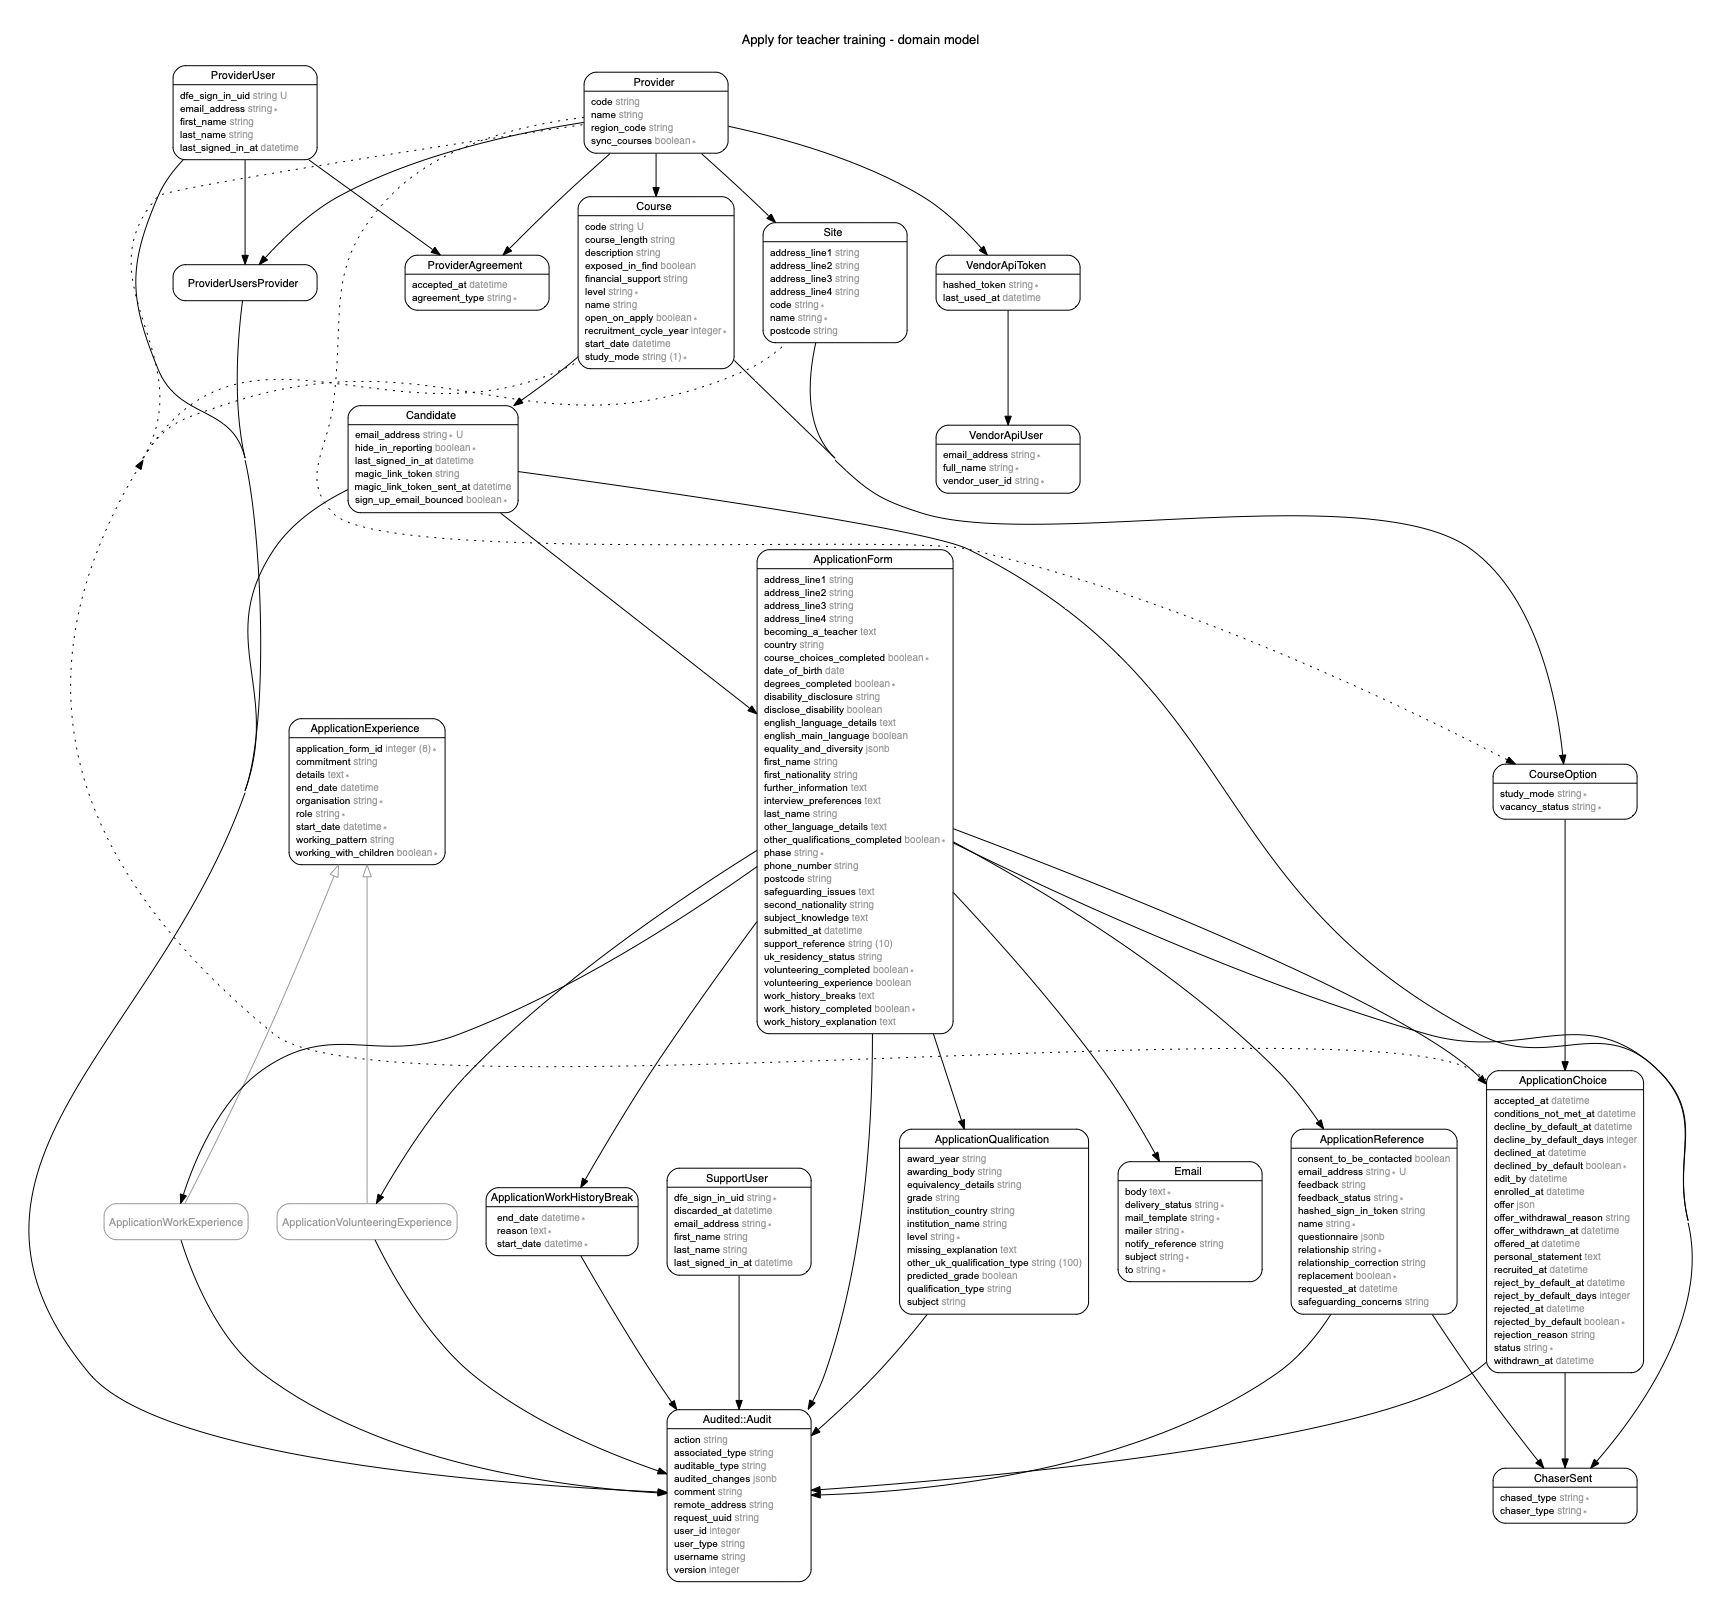 Apply for teacher training - domain model
ProviderUser
dfe_sign_in_uid string U
email_address string ∗
first_name string
last_name string
last_signed_in_at datetime
Provider
code string
name string
region_code string
sync_courses boolean ∗
ProviderUsersProvider
ProviderAgreement
accepted_at datetime
agreement_type string ∗
Course
code string U
course_length string
description string
exposed_in_find boolean
financial_support string
level string ∗
name string
open_on_apply boolean ∗
recruitment_cycle_year integer ∗
start_date datetime
study_mode string (1) ∗
Site
address_line1 string
address_line2 string
address_line3 string
address_line4 string
code string ∗
name string ∗
postcode string
VendorApiToken
hashed_token string ∗
last_used_at datetime
Candidate
email_address string ∗ U
hide_in_reporting boolean ∗
last_signed_in_at datetime
magic_link_token string
magic_link_token_sent_at datetime
sign_up_email_bounced boolean ∗
VendorApiUser
email_address string ∗
full_name string ∗
vendor_user_id string ∗
ApplicationForm
address_line1 string
address_line2 string
address_line3 string
address_line4 string
becoming_a_teacher text
country string
course_choices_completed boolean ∗
date_of_birth date
degrees_completed boolean ∗
disability_disclosure string
disclose_disability boolean
english_language_details text
english_main_language boolean
equality_and_diversity jsonb
first_name string
first_nationality string
further_information text
interview_preferences text
last_name string
other_language_details text
other_qualifications_completed boolean ∗
phase string ∗
phone_number string
postcode string
safeguarding_issues text
second_nationality string
subject_knowledge text
submitted_at datetime
support_reference string (10)
uk_residency_status string
volunteering_completed boolean ∗
volunteering_experience boolean
work_history_breaks text
work_history_completed boolean ∗
work_history_explanation text
ApplicationExperience
application_form_id integer (8) ∗
commitment string
details text ∗
end_date datetime
organisation string ∗
role string ∗
start_date datetime ∗
working_pattern string
working_with_children boolean ∗
CourseOption
study_mode string ∗
vacancy_status string ∗
ApplicationWorkExperience
ApplicationVolunteeringExperience
ApplicationWorkHistoryBreak
end_date datetime ∗
reason text ∗
start_date datetime ∗
SupportUser
dfe_sign_in_uid string ∗
discarded_at datetime
email_address string ∗
first_name string
last_name string
last_signed_in_at datetime
ApplicationQualification
award_year string
awarding_body string
equivalency_details string
grade string
institution_country string
institution_name string
level string ∗
missing_explanation text
other_uk_qualification_type string (100)
predicted_grade boolean
qualification_type string
subject string
Email
body text ∗
delivery_status string ∗
mail_template string ∗
mailer string ∗
notify_reference string
subject string ∗
to string ∗
ApplicationReference
consent_to_be_contacted boolean
email_address string ∗ U
feedback string
feedback_status string ∗
hashed_sign_in_token string
name string ∗
questionnaire jsonb
relationship string ∗
relationship_correction string
replacement boolean ∗
requested_at datetime
safeguarding_concerns string
ApplicationChoice
accepted_at datetime
conditions_not_met_at datetime
decline_by_default_at datetime
decline_by_default_days integer
declined_at datetime
declined_by_default boolean ∗
edit_by datetime
enrolled_at datetime
offer json
offer_withdrawal_reason string
offer_withdrawn_at datetime
offered_at datetime
personal_statement text
recruited_at datetime
reject_by_default_at datetime
reject_by_default_days integer
rejected_at datetime
rejected_by_default boolean ∗
rejection_reason string
status string ∗
withdrawn_at datetime
Audited::Audit
action string
associated_type string
auditable_type string
audited_changes jsonb
comment string
remote_address string
request_uuid string
user_id integer
user_type string
username string
version integer
ChaserSent
chased_type string ∗
chaser_type string ∗